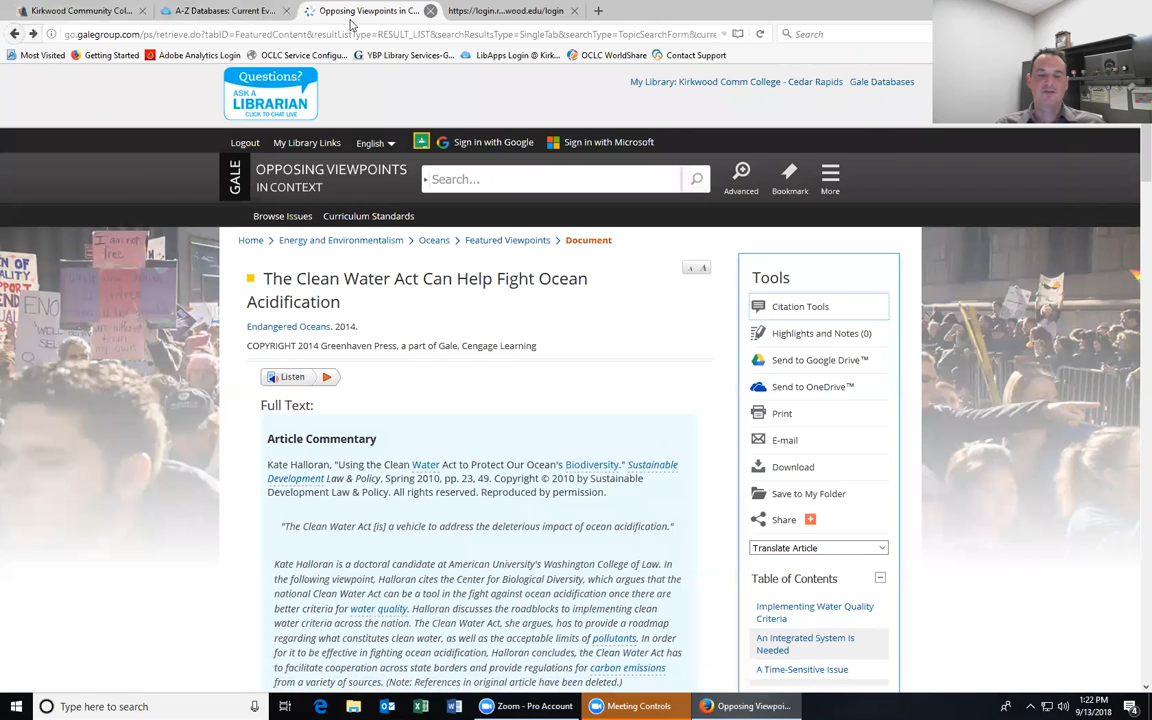 Kirkwood Community Col...
A-Z Databases: Current Ev...
Opposing Viewpoints in C...
https://login.r...wood.edu/login
go.galegroup.com/ps/retrieve.do?tabID=FeaturedContent&resultListType=RESULT_LIST&searchResultsType=SingleTab&searchType=TopicSearchForm&curre
Search
Most Visited
Getting Started
Adobe Analytics Login
OCLC Service Configu...
YBP Library Services-G...
LibApps Login @ Kirk...
OCLC WorldShare
Contact Support
Questions?
ASK A
LIBRARIAN
CLICK TO CHAT LIVE
My Library: Kirkwood Comm College - Cedar Rapids
Gale Databases
Logout
My Library Links
English
Sign in with Google
Sign in with Microsoft
GALE
OPPOSING VIEWPOINTS
IN CONTEXT
Search...
Advanced
Bookmark
More
Browse Issues
Curriculum Standards
Home > Energy and Environmentalism > Oceans > Featured Viewpoints > Document
The Clean Water Act Can Help Fight Ocean
Acidification
A A
Endangered Oceans. 2014.
COPYRIGHT 2014 Greenhaven Press, a part of Gale, Cengage Learning
Listen
Full Text:
Article Commentary
Kate Halloran, "Using the Clean Water Act to Protect Our Ocean's Biodiversity." Sustainable
Development Law & Policy, Spring 2010, pp. 23, 49. Copyright © 2010 by Sustainable
Development Law & Policy. All rights reserved. Reproduced by permission.
"The Clean Water Act [is] a vehicle to address the deleterious impact of ocean acidification."
Kate Halloran is a doctoral candidate at American University's Washington College of Law. In
the following viewpoint, Halloran cites the Center for Biological Diversity, which argues that the
national Clean Water Act can be a tool in the fight against ocean acidification once there are
better criteria for water quality. Halloran discusses the roadblocks to implementing clean
water criteria across the nation. The Clean Water Act, she argues, has to provide a roadmap
regarding what constitutes clean water, as well as the acceptable limits of pollutants. In order
for it to be effective in fighting ocean acidification, Halloran concludes, the Clean Water Act has
to facilitate cooperation across state borders and provide regulations for carbon emissions
from a variety of sources. (Note: References in original article have been deleted.)
Tools
Citation Tools
Highlights and Notes (0)
Send to Google Drive™
Send to OneDrive™
Print
E-mail
Download
Save to My Folder
Share
Translate Article
Table of Contents
Implementing Water Quality
Criteria
An Integrated System Is
Needed
A Time-Sensitive Issue
Type here to search
Zoom - Pro Account
Meeting Controls
Opposing Viewpoi...
1:22 PM
9/13/2018